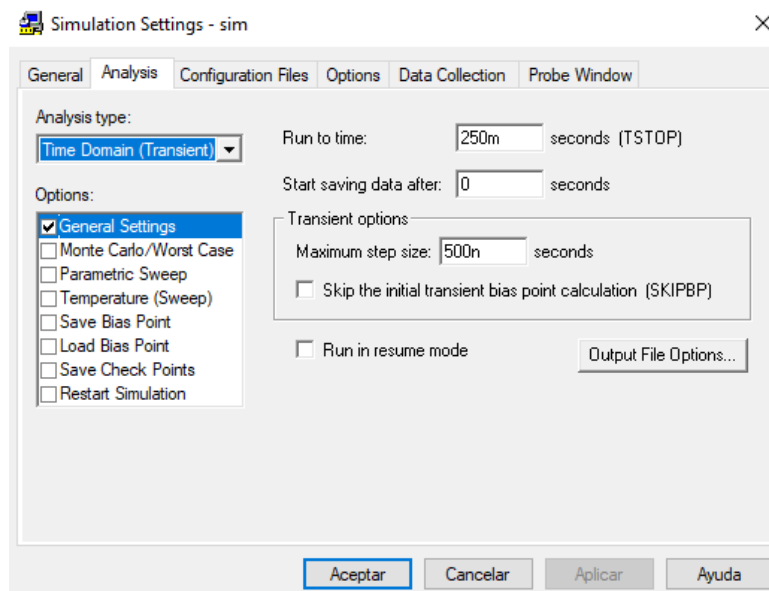 Simulation Settings - sim
General Analysis Configuration Files Options Data Collection Probe Window
Analysis type:
Time Domain (Transient)
Options:
General Settings
Monte Carlo/Worst Case
Parametric Sweep
Temperature (Sweep)
Save Bias Point
Load Bias Point
Save Check Points
Restart Simulation
Run to time: 250m seconds (TSTOP)
Start saving data after: 0 seconds
Transient options
Maximum step size: 500n seconds
Skip the initial transient bias point calculation (SKIPBP)
Run in resume mode
Output File Options...
Aceptar Cancelar Aplicar Ayuda